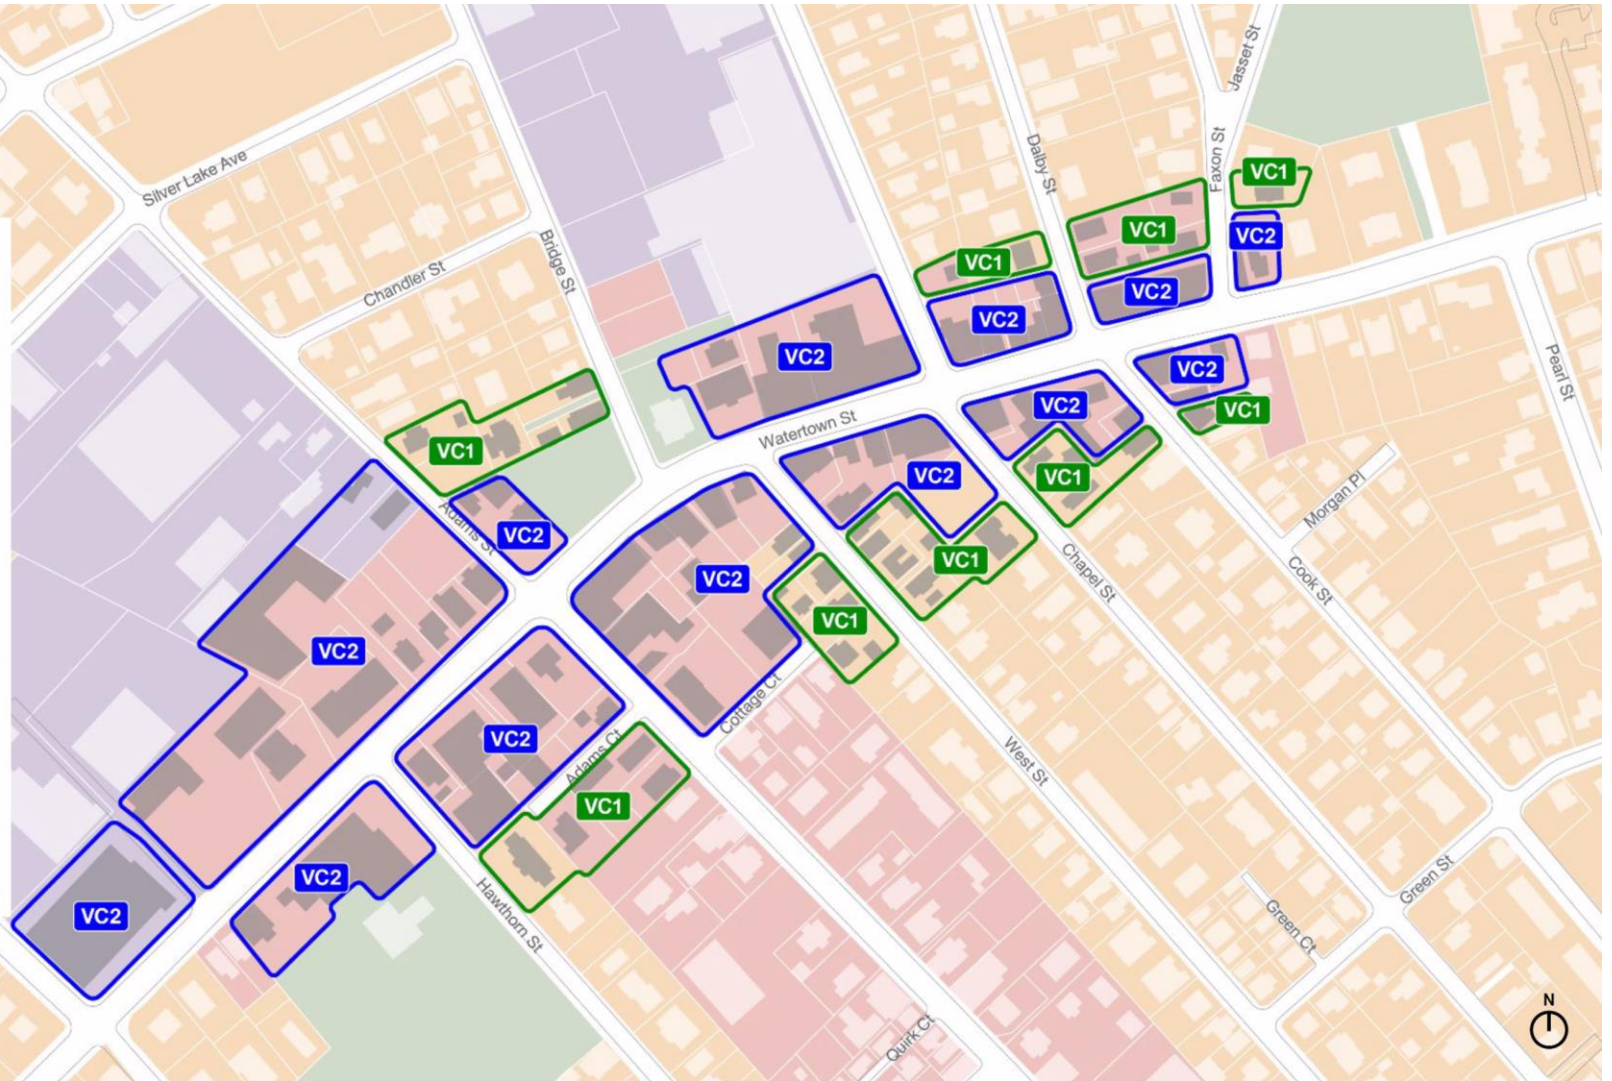 Jasset St
Silver Lake Ave
Dalby St
Faxon St
VC1
VC1
VC2
Bridge St
VC1
Chandler St
VC2
VC2
VC2
Pearl St
VC2
VC2
VC1
Watertown St
VC1
VC2
VC1
Morgan Pl
Adams St
VC2
VC1
Chapel St
Cook St
VC2
VC1
VC2
Cottage Ct
VC2
Adams Ct
West St
VC1
VC2
Green St
VC2
Hawthorn St
Green Ct
N
Quirk Ct